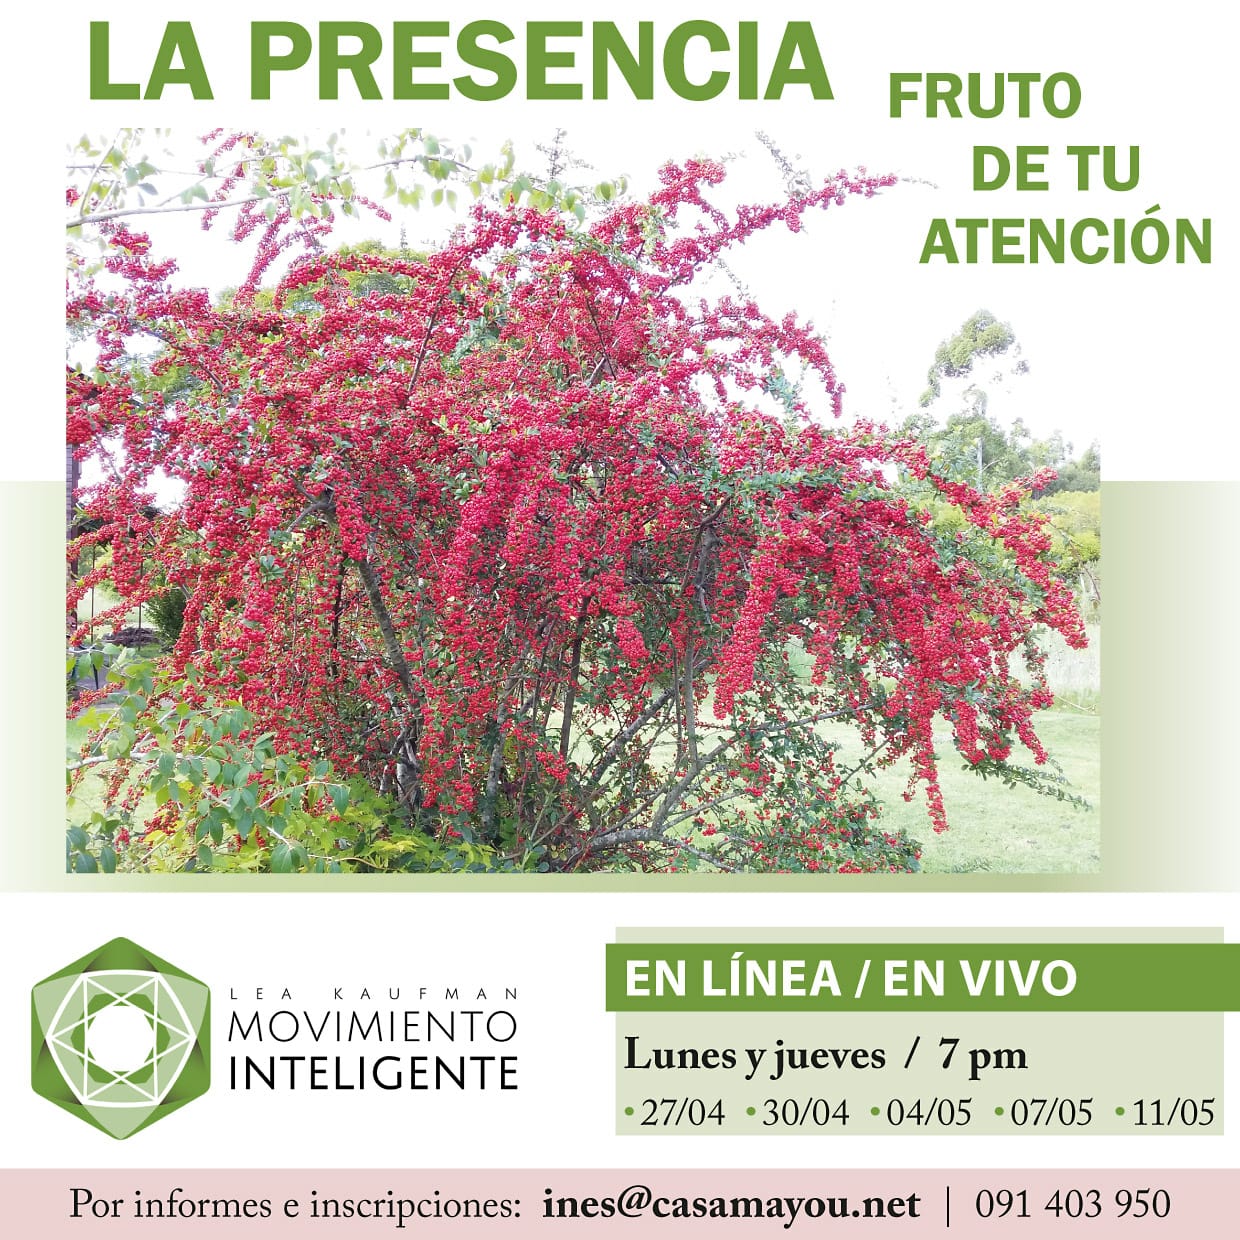 LA PRESENCIA
FRUTO
DE TU
ATENCIÓN
LEA KAUFMAN
MOVIMIENTO
INTELIGENTE
EN LÍNEA / EN VIVO
Lunes y jueves / 7 pm
• 27/04 • 30/04 • 04/05 • 07/05 • 11/05
Por informes e inscripciones: ines@casamayou.net | 091 403 950